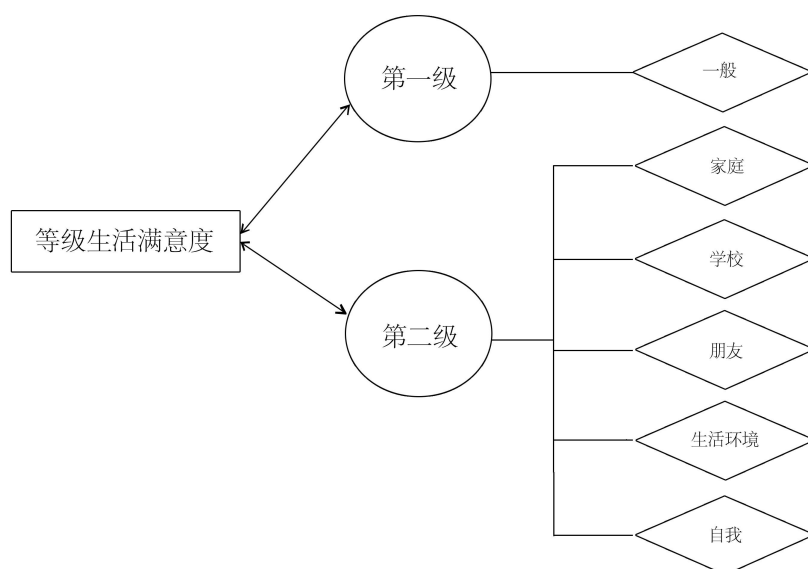 第一级
一般
家庭
等级生活满意度
学校
第二级
朋友
生活环境
自我